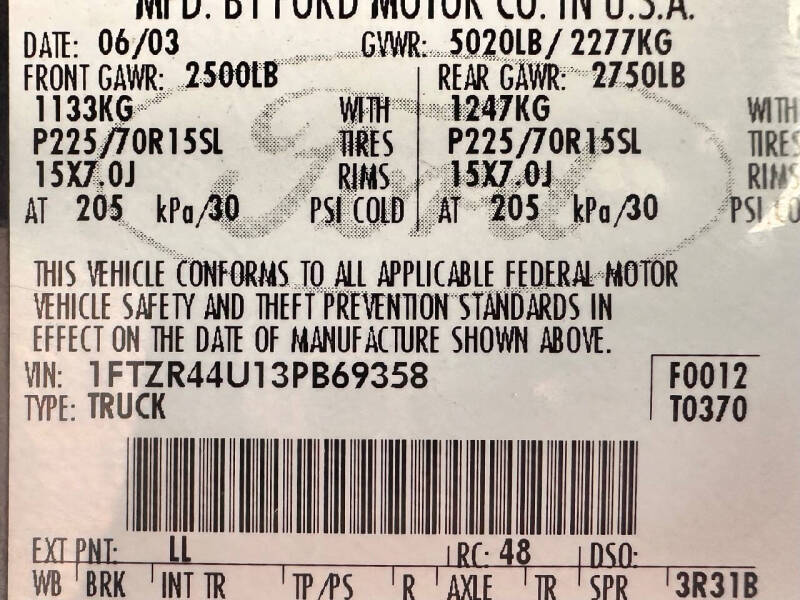 MFD. BY FORD MOTOR CO. IN U.S.A.
DATE: 06/03 GVWR: 5020LB/ 2277KG
FRONT GAWR: 2500LB REAR GAWR: 2750LB
1133KG WITH 1247KG WITH
P225/70R15SL TIRES P225/70R15SL TIRES
15X7.0J RIMS 15X7.0J RIMS
AT 205 kPa/30 PSI COLD AT 205 kPa/30 PSI CO
Ford
THIS VEHICLE CONFORMS TO ALL APPLICABLE FEDERAL MOTOR
VEHICLE SAFETY AND THEFT PREVENTION STANDARDS IN
EFFECT ON THE DATE OF MANUFACTURE SHOWN ABOVE.
VIN: 1FTZR44U13PB69358 F0012
TYPE: TRUCK T0370
EXT PNT: LL RC: 48 DSO:
WB BRK INT TR TP/PS R AXLE TR SPR 3R31B